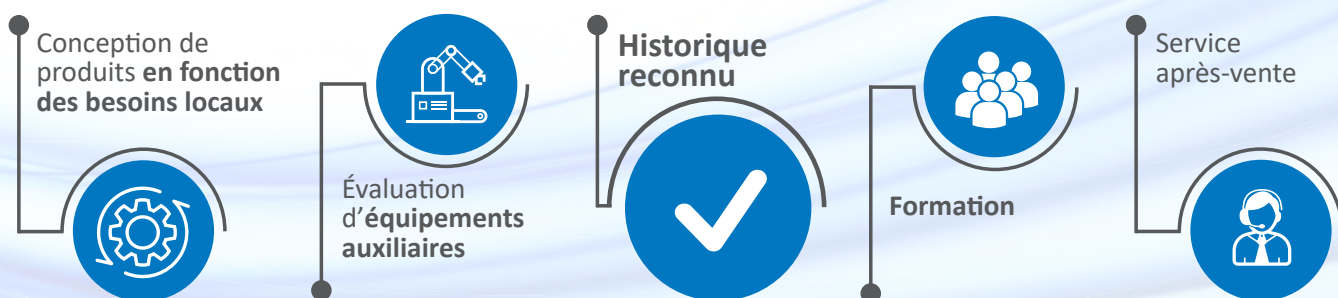 Conception de
produits en fonction
des besoins locaux
Évaluation
d’équipements
auxiliaires
Historique
reconnu
Formation
Service
après-vente